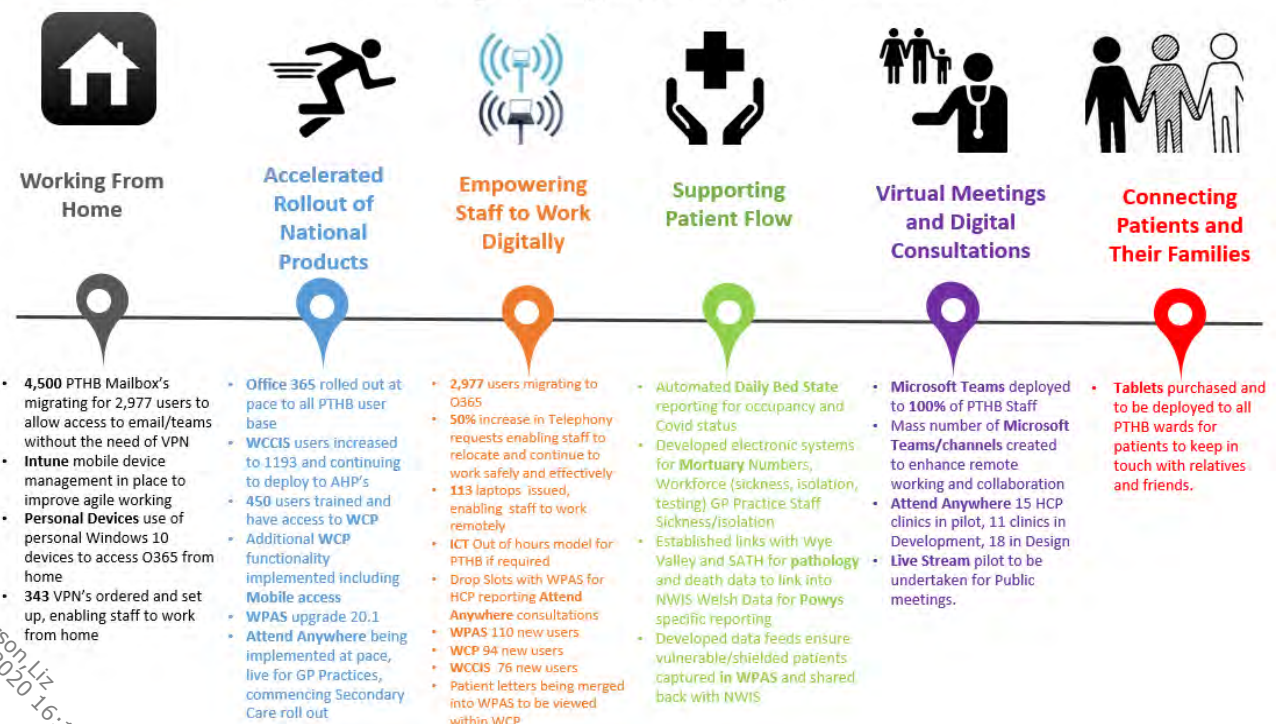 Working From
Home
4,500 PTHB Mailbox's
migrating for 2,977 users to
allow access to email/teams
without the need of VPN
Intune mobile device
management in place to
improve agile working
Personal Devices use of
personal Windows 10
devices to access O365 from
home
343 VPN's ordered and set
up, enabling staff to work
from home
Accelerated
Rollout of
National
Products
Office 365 rolled out at
pace to all PTHB user
base
WCCIS users increased
to 1193 and continuing
to deploy to AHP's
450 users trained and
have access to WCP
Additional WCP
functionality
implemented including
Mobile access
WPAS upgrade 20.1
Attend Anywhere being
implemented at pace,
live for GP Practices,
commencing Secondary
Care roll out
Empowering
Staff to Work
Digitally
2,977 users migrating to
O365
50% increase in Telephony
requests enabling staff to
relocate and continue to
work safely and effectively
113 laptops issued,
enabling staff to work
remotely
ICT Out of hours model for
PTHB if required
Drop Slots with WPAS for
HCP reporting Attend
Anywhere consultations
WPAS 110 new users
WCP 94 new users
WCCIS 76 new users
Patient letters being merged
into WPAS to be viewed
within WCP
Supporting
Patient Flow
Automated Daily Bed State
reporting for occupancy and
Covid status
Developed electronic systems
for Mortuary Numbers,
Workforce (sickness, isolation,
testing) GP Practice Staff
Sickness/isolation
Established links with Wye
Valley and SATH for pathology
and death data to link into
NWIS Welsh Data for Powys
specific reporting
Developed data feeds ensure
vulnerable/shielded patients
captured in WPAS and shared
back with NWIS
Virtual Meetings
and Digital
Consultations
Microsoft Teams deployed
to 100% of PTHB Staff
Mass number of Microsoft
Teams/channels created
to enhance remote
working and collaboration
Attend Anywhere 15 HCP
clinics in pilot, 11 clinics in
Development, 18 in Design
Live Stream pilot to be
undertaken for Public
meetings.
Connecting
Patients and
Their Families
Tablets purchased and
to be deployed to all
PTHB wards for
patients to keep in
touch with relatives
and friends.
Liz